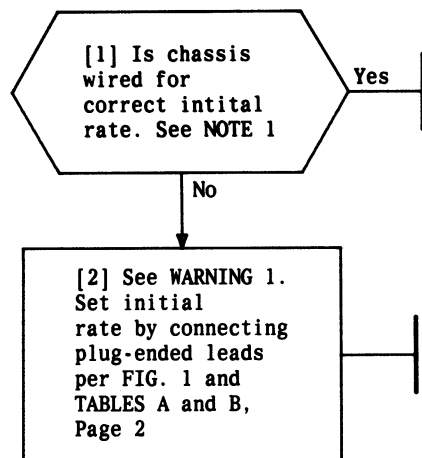 [1] Is chassis
wired for
correct intital
rate. See NOTE 1
Yes
No
[2] See WARNING 1.
Set initial
rate by connecting
plug-ended leads
per FIG. 1 and
TABLES A and B,
Page 2